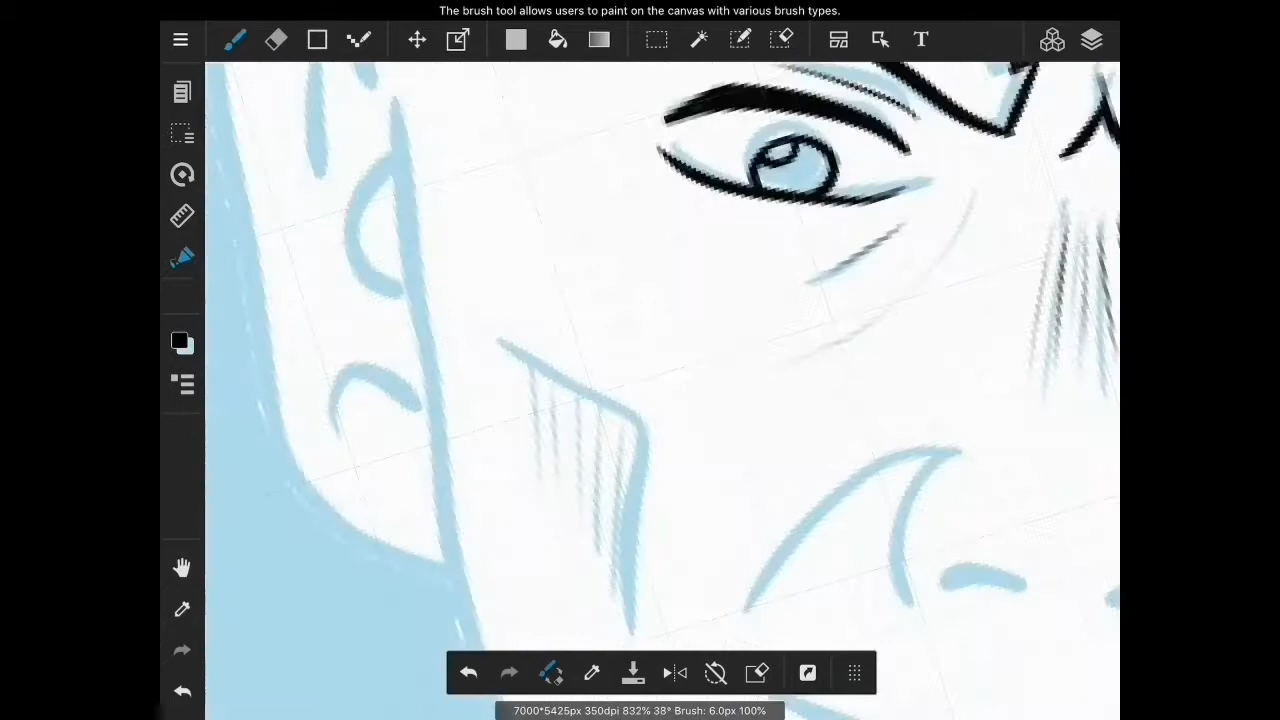 The brush tool allows users to paint on the canvas with various brush types.
T
7000*5425px 350dpi 832% 38° Brush: 6.0px 100%